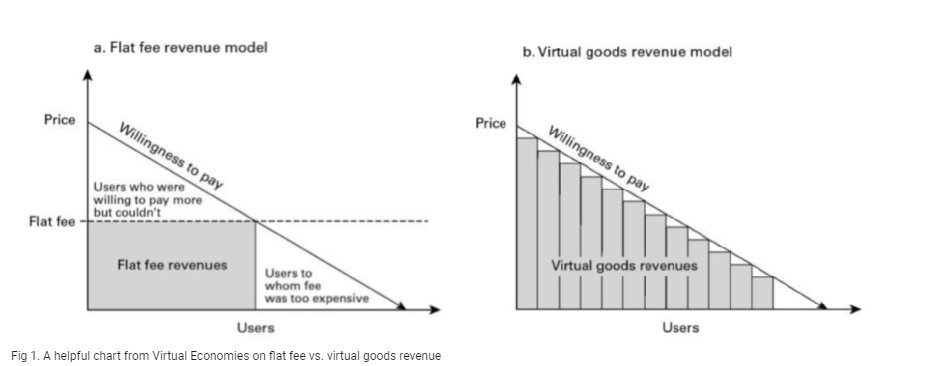 a. Flat fee revenue model
Price
Willingness to pay
Users who were
willing to pay more
but couldn't
Flat fee
Flat fee revenues
Users to
whom fee
was too expensive
Users
b. Virtual goods revenue model
Price
Willingness to pay
Virtual goods revenues
Users
Fig 1. A helpful chart from Virtual Economies on flat fee vs. virtual goods revenue